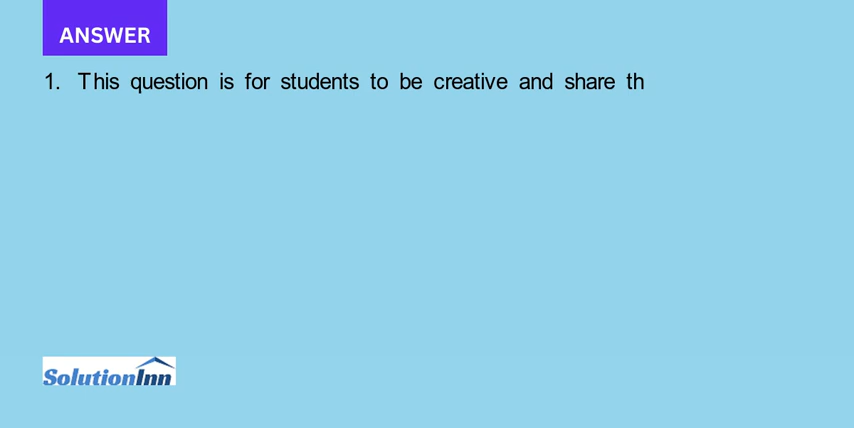 ANSWER
1. This question is for students to be creative and share th
SolutionInn